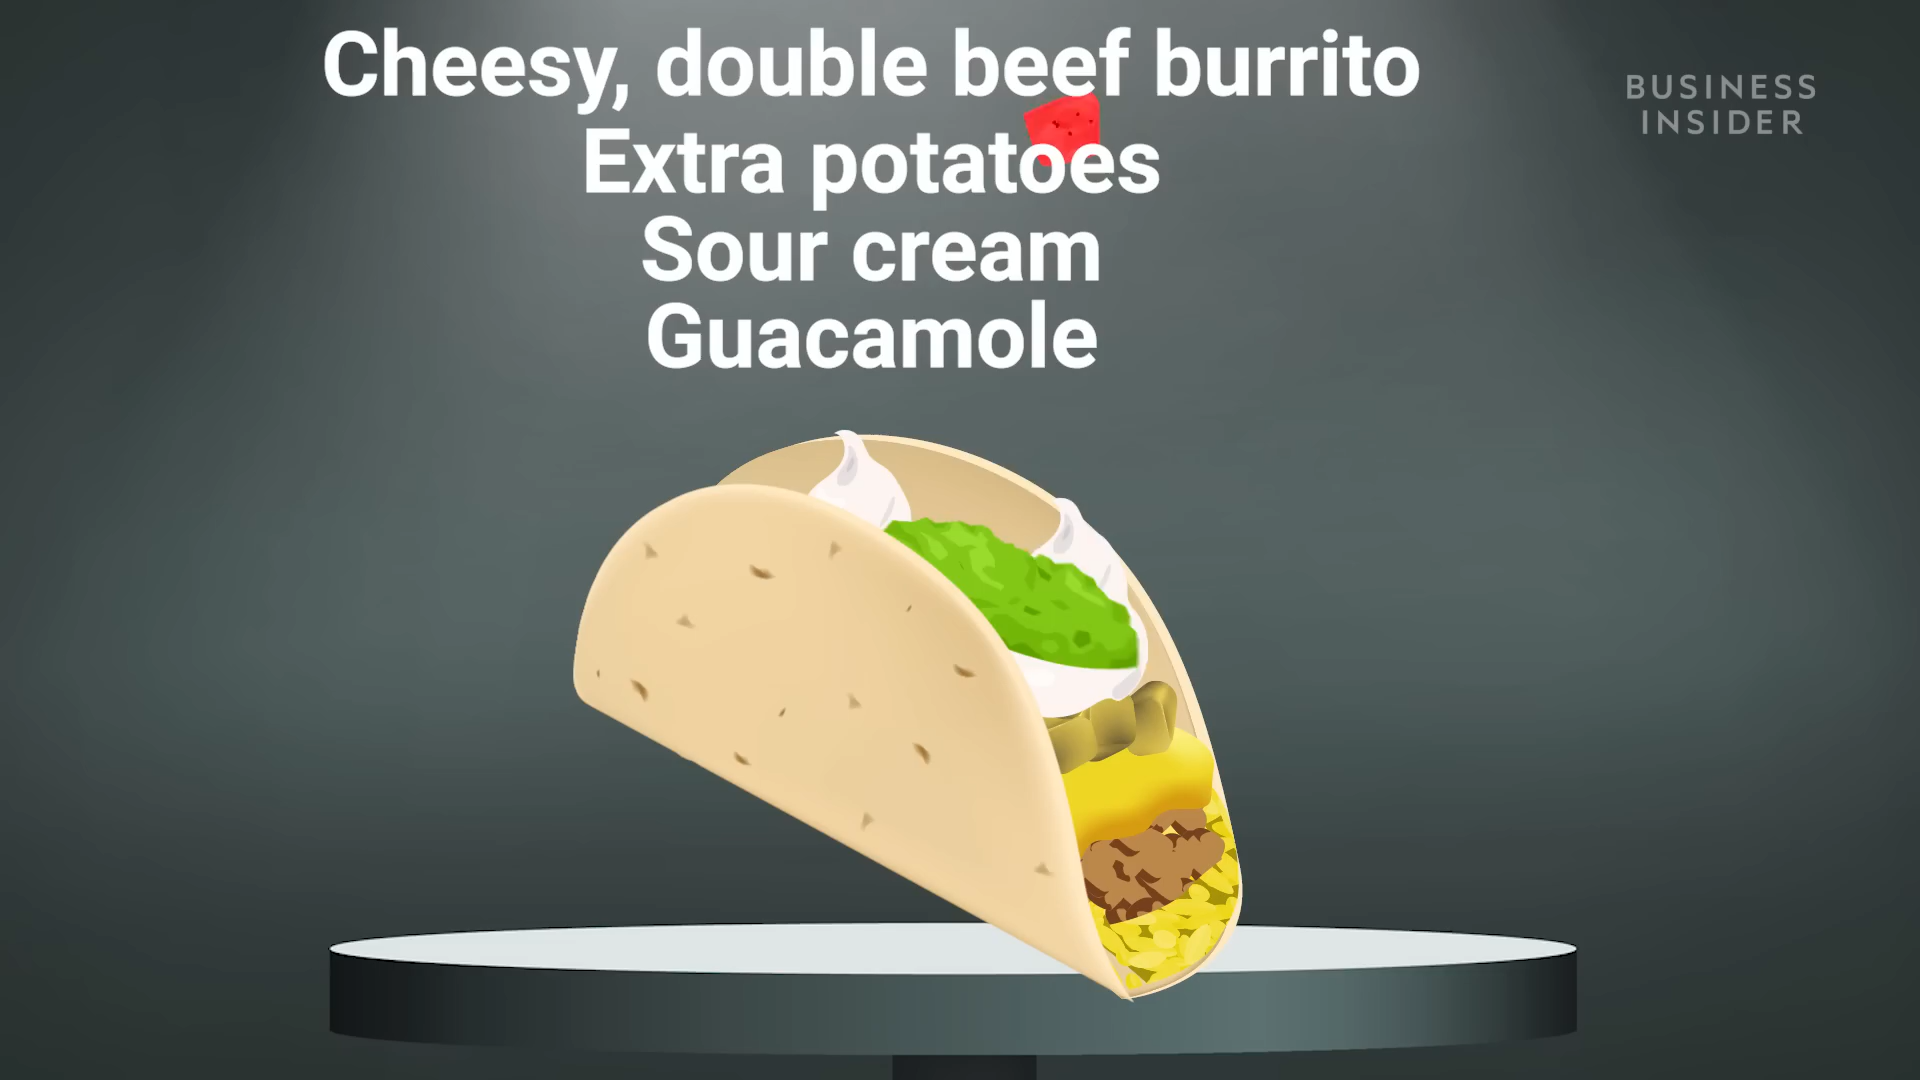 Cheesy, double beef burrito
Extra potatoes
Sour cream
Guacamole
BUSINESS
INSIDER